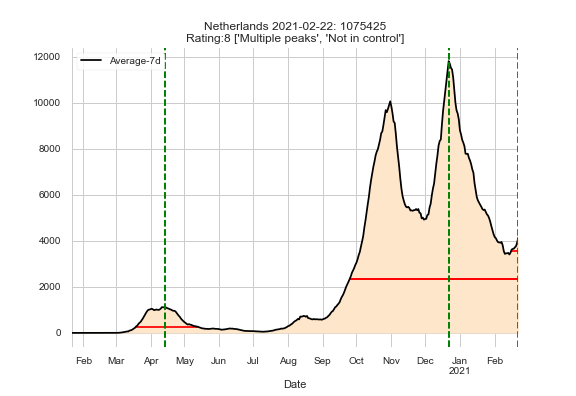 Netherlands 2021-02-22: 1075425
Rating:8 ['Multiple peaks', 'Not in control']
Average-7d
12000
10000
8000
6000
4000
2000
0
Feb Mar Apr May Jun Jul Aug Sep Oct Nov Dec Jan Feb
2021
Date